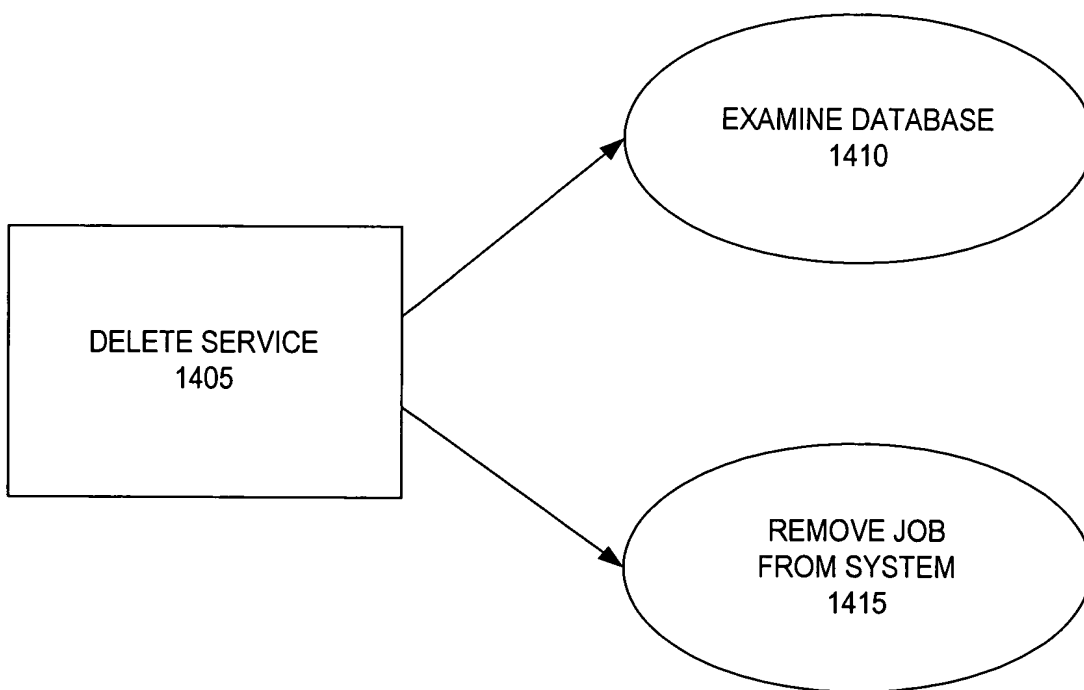 EXAMINE DATABASE
1410
DELETE SERVICE
1405
REMOVE JOB
FROM SYSTEM
1415